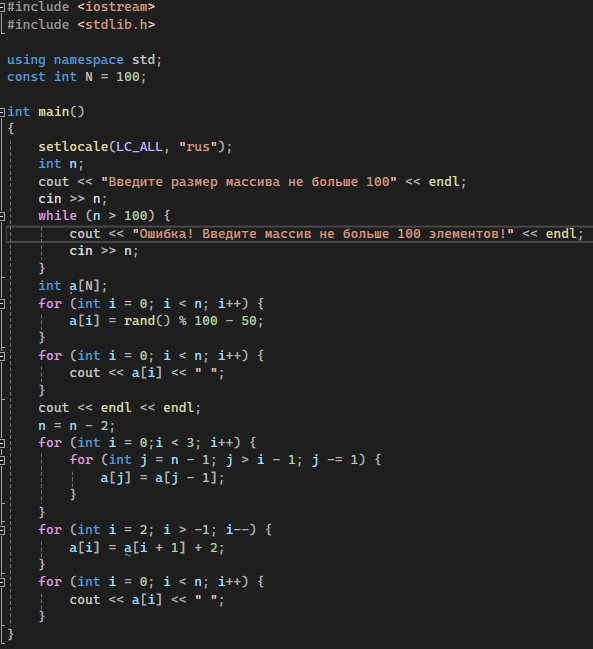 #include <iostream>
#include <stdlib.h>
using namespace std;
const int N = 100;
int main()
{
setlocale(LC_ALL, "rus");
int n;
cout << "Введите размер массива не больше 100" << endl;
cin >> n;
while (n > 100) {
cout << "Ошибка! Введите массив не больше 100 элементов!" << endl;
cin >> n;
}
int a[N];
for (int i = 0; i < n; i++) {
a[i] = rand() % 100 - 50;
}
for (int i = 0; i < n; i++) {
cout << a[i] << " ";
}
cout << endl << endl;
n = n - 2;
for (int i = 0;i < 3; i++) {
for (int j = n - 1; j > i - 1; j -= 1) {
a[j] = a[j - 1];
}
}
for (int i = 2; i > -1; i--) {
a[i] = a[i + 1] + 2;
}
for (int i = 0; i < n; i++) {
cout << a[i] << " ";
}
}